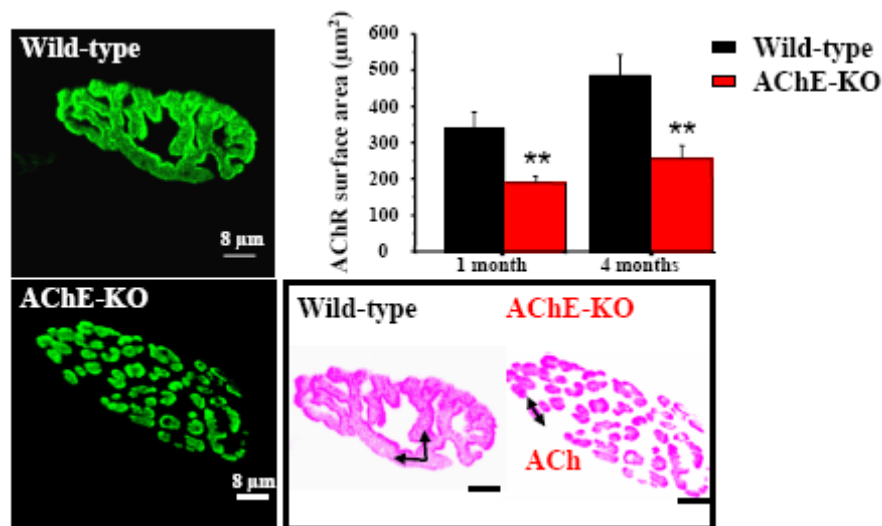 Wild-type
8 µm
AChE-KO
8 µm
AChR surface area (µm²)
600
500
400
300
200
100
0
**
**
1 month
4 months
Wild-type
AChE-KO
Wild-type
AChE-KO
ACh